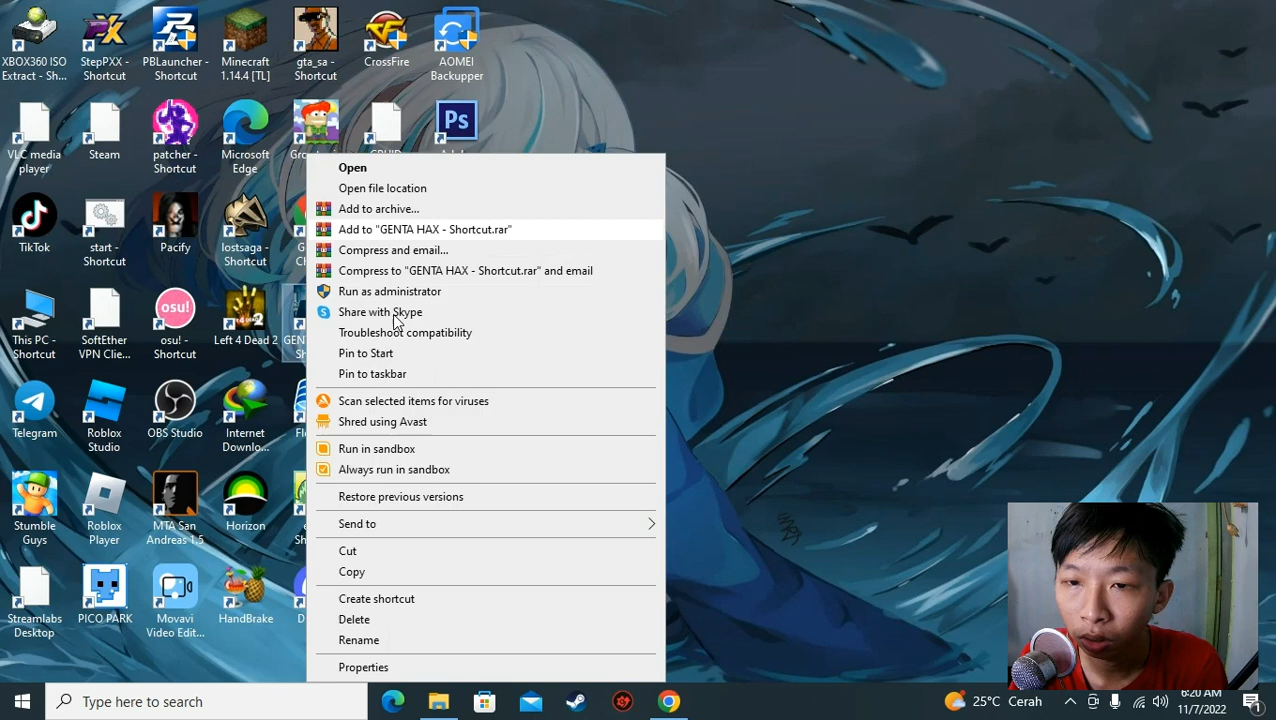 XBOX360 ISO
Extract - Sh...
StepPXX -
Shortcut
PBLauncher -
Shortcut
Minecraft
1.14.4 [TL]
gta_sa -
Shortcut
CrossFire
AOMEI
Backupper
VLC media
player
Steam
patcher -
Shortcut
Microsoft
Edge
Ps
TikTok
start -
Shortcut
Pacify
lostsaga -
Shortcut
This PC -
Shortcut
SoftEther
VPN Clie...
osu!
osu! -
Shortcut
Left 4 Dead 2
Telegram
Roblox
Studio
OBS Studio
Internet
Downlo...
Stumble
Guys
Roblox
Player
MTA San
Andreas 1.5
Horizon
Streamlabs
Desktop
PICO PARK
Movavi
Video Edit...
HandBrake
Open
Open file location
Add to archive...
Add to "GENTA HAX - Shortcut.rar"
Compress and email...
Compress to "GENTA HAX - Shortcut.rar" and email
Run as administrator
Share with Skype
Troubleshoot compatibility
Pin to Start
Pin to taskbar
Scan selected items for viruses
Shred using Avast
Run in sandbox
Always run in sandbox
Restore previous versions
Send to
Cut
Copy
Create shortcut
Delete
Rename
Properties
Type here to search
25°C Cerah
6:20 AM
11/7/2022
1